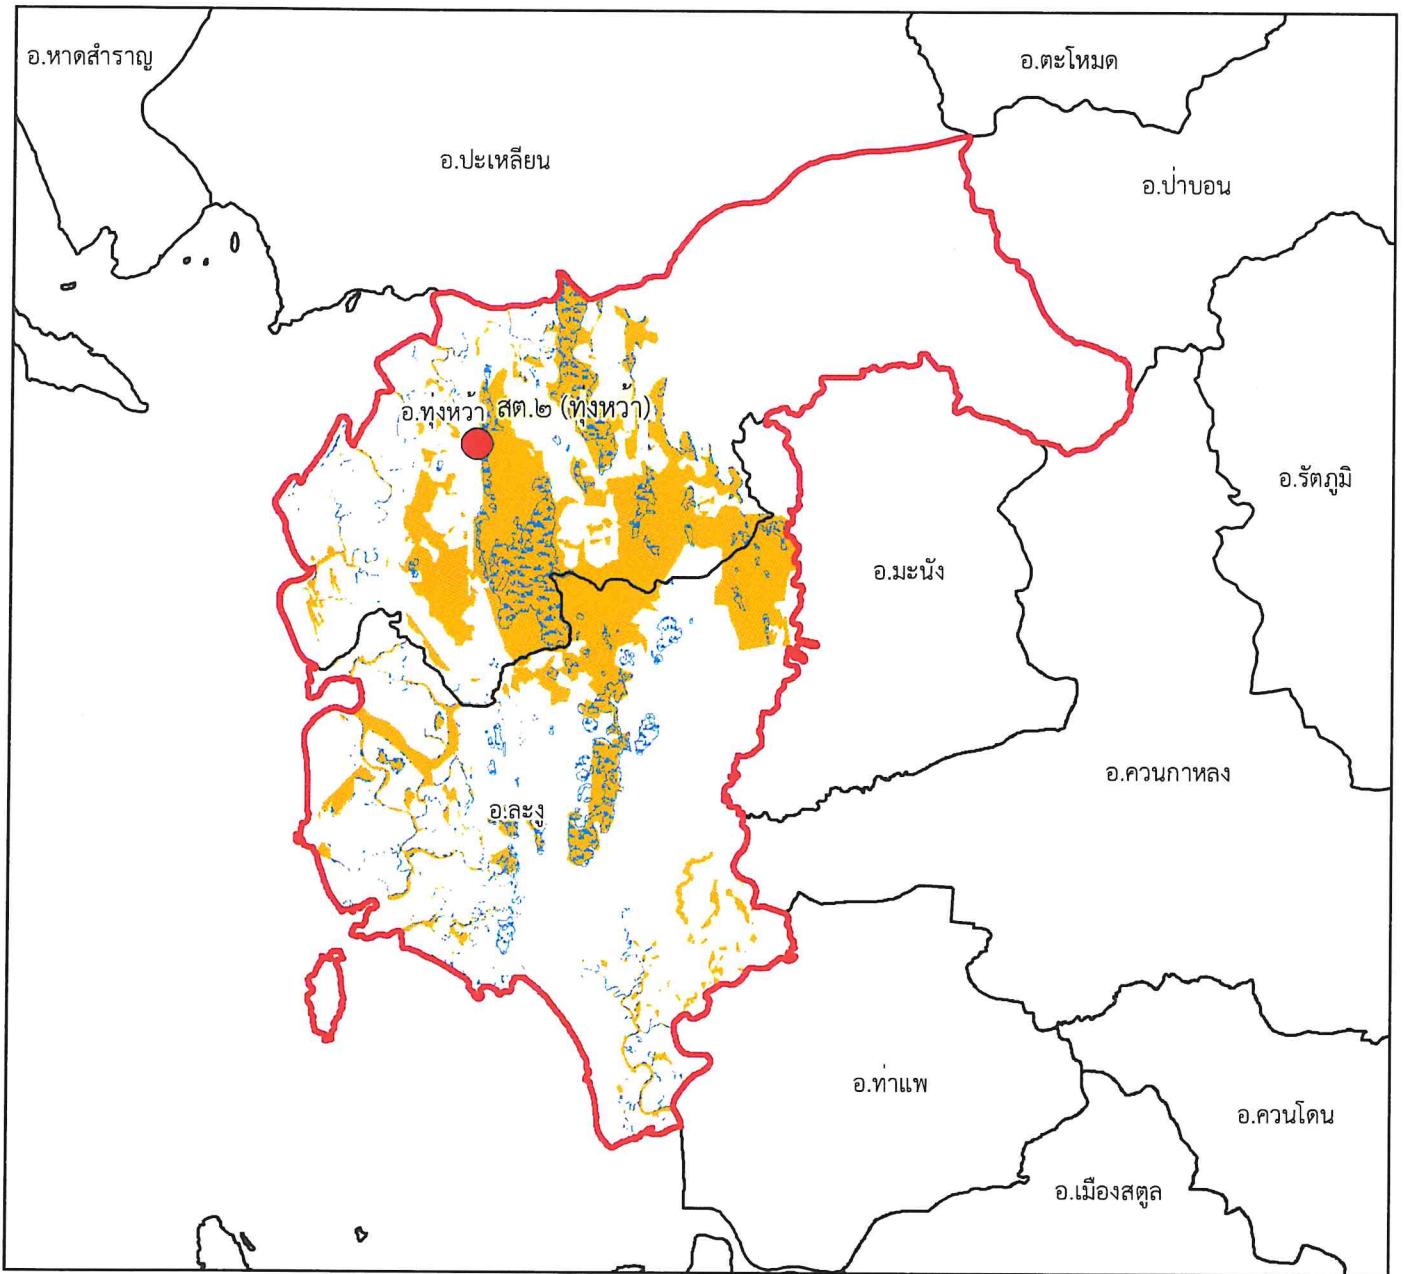 อ.หาดสำราญ
อ.ตะโหมด
อ.ปะเหลียน
อ.ป่าบอน
อ.ทุ่งหว้า
สต.๒ (ทุ่งหว้า)
อ.รัตภูมิ
อ.มะนัง
อ.ควนกาหลง
อ.ละงู
อ.ท่าแพ
อ.ควนโดน
อ.เมืองสตูล